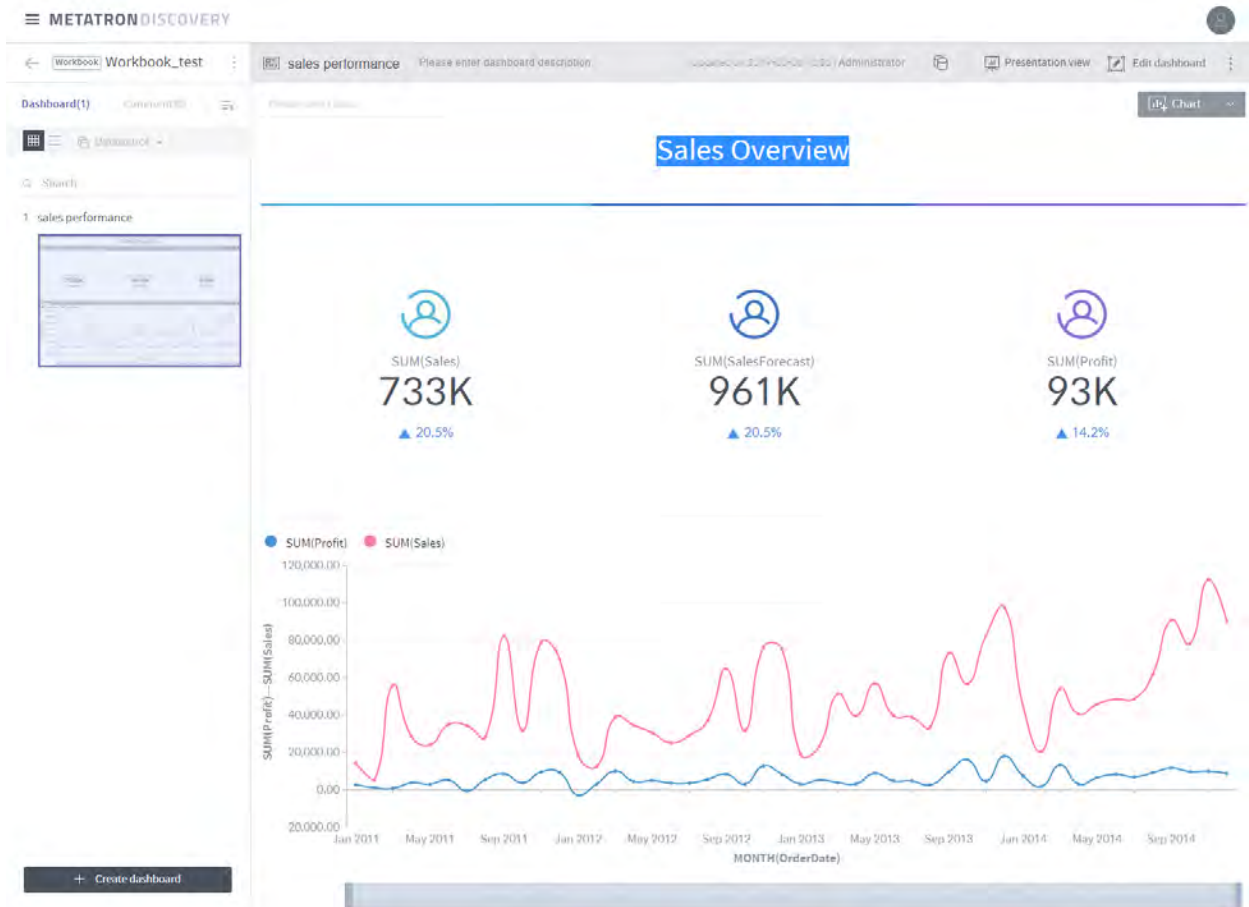 METATRON DISCOVERY
Workbook Workbook_test
sales performance Please enter dashboard description Administrator Presentation view Edit dashboard
Dashboard(1)
Chart
Sales Overview
Search
1 sales performance
SUM(Sales) SUM(SalesForecast) SUM(Profit)
733K 961K 93K
▲ 20.5% ▲ 20.5% ▲ 14.2%
SUM(Profit) SUM(Sales)
120,000.00
100,000.00
80,000.00
60,000.00
40,000.00
20,000.00
0.00
20,000.00
SUM(Profit)—SUM(Sales)
Jan 2011 May 2011 Sep 2011 Jan 2012 May 2012 Sep 2012 Jan 2013 May 2013 Sep 2013 Jan 2014 May 2014 Sep 2014
MONTH(OrderDate)
+ Create dashboard